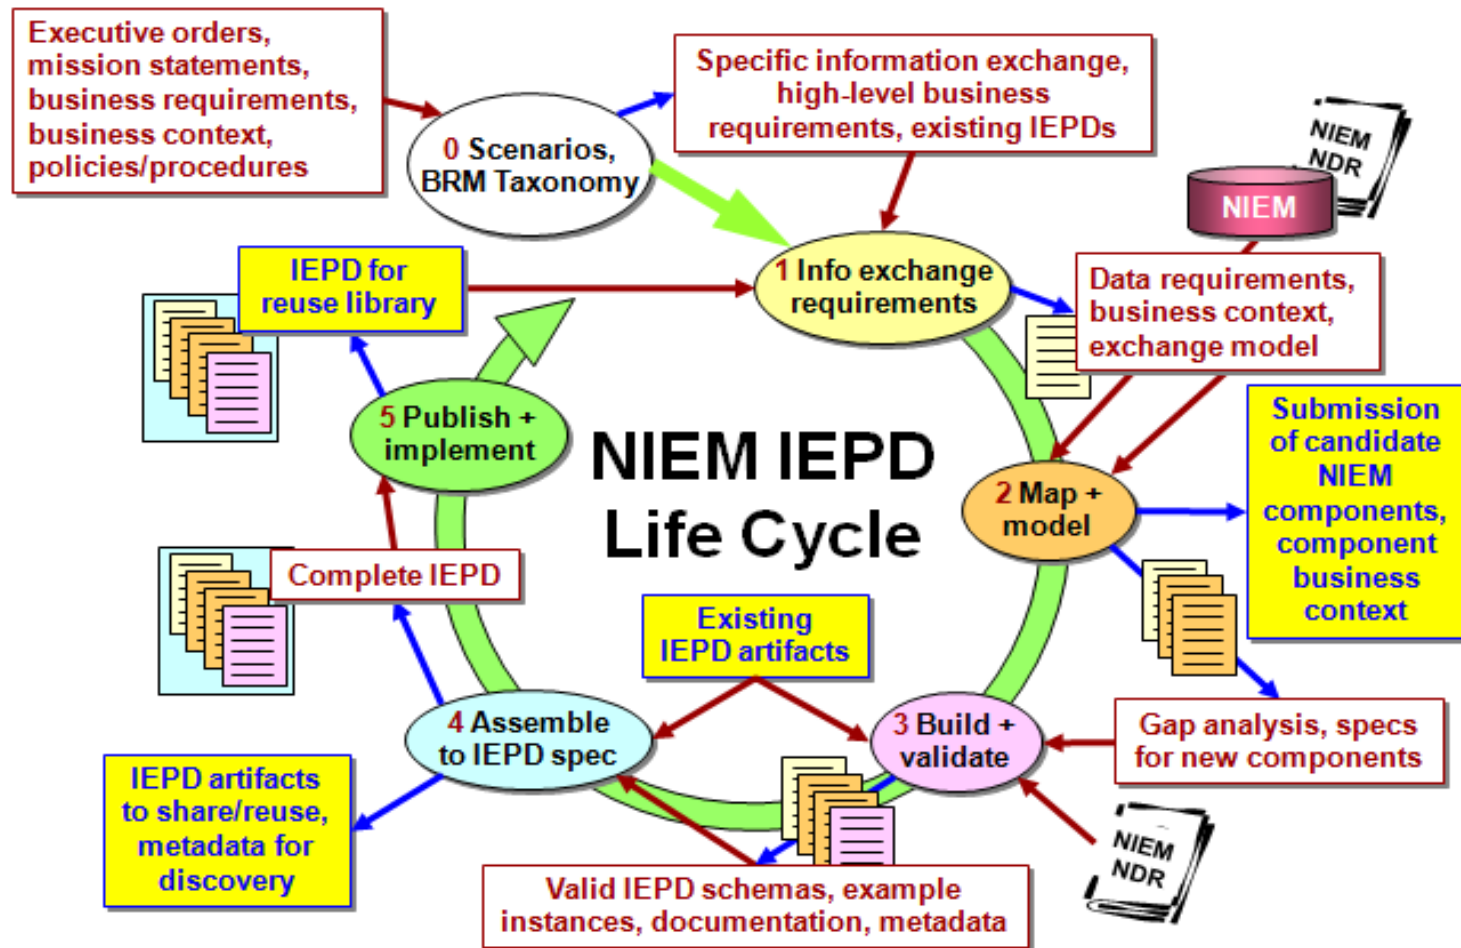 Executive orders,
mission statements,
business requirements,
business context,
policies/procedures
0 Scenarios,
BRM Taxonomy
Specific information exchange,
high-level business
requirements, existing IEPDs
NIEM
NDR
NIEM
IEPD for
reuse library
1 Info exchange
requirements
Data requirements,
business context,
exchange model
5 Publish +
implement
NIEM IEPD
Life Cycle
2 Map +
model
Submission
of candidate
NIEM
components,
component
business
context
Complete IEPD
Existing
IEPD artifacts
4 Assemble
to IEPD spec
3 Build +
validate
Gap analysis, specs
for new components
IEPD artifacts
to share/reuse,
metadata for
discovery
Valid IEPD schemas, example
instances, documentation, metadata
NIEM
NDR